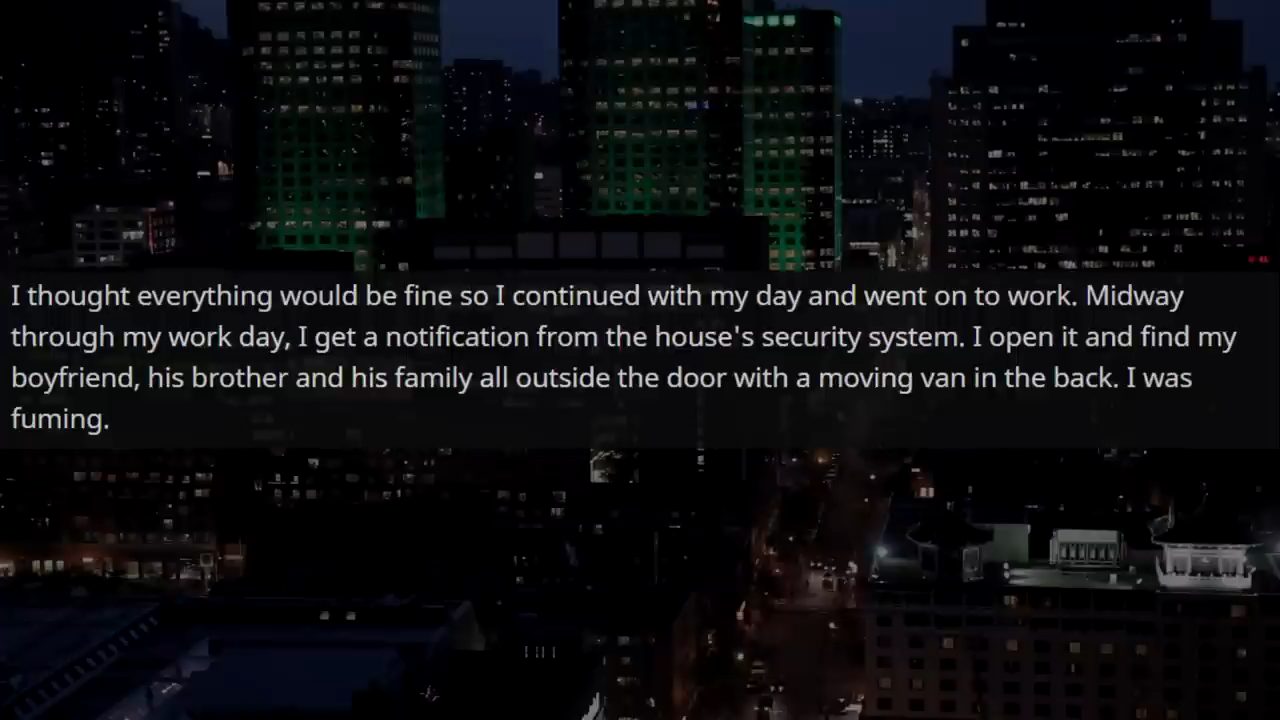 I thought everything would be fine so I continued with my day and went on to work. Midway
through my work day, I get a notification from the house's security system. I open it and find my
boyfriend, his brother and his family all outside the door with a moving van in the back. I was
fuming.